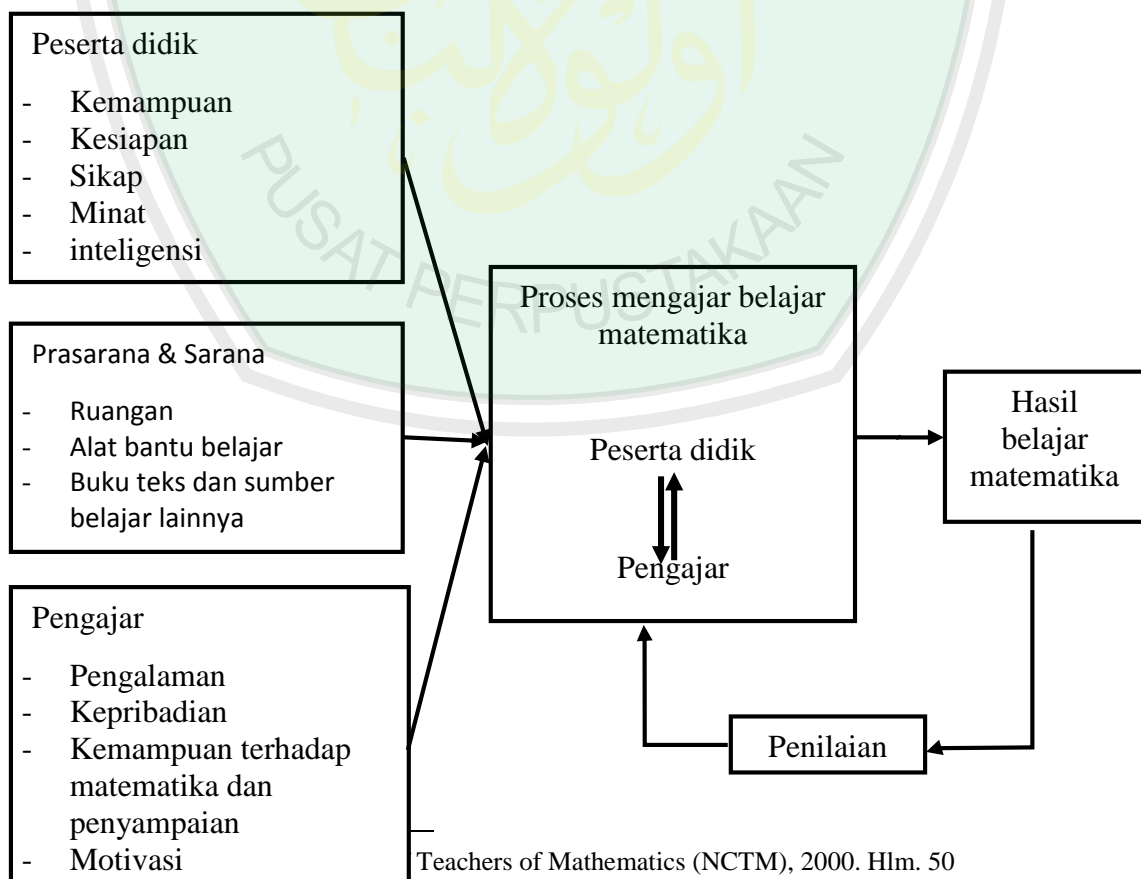 Peserta didik
- Kemampuan
- Kesiapan
- Sikap
- Minat
- inteligensi
Prasarana & Sarana
- Ruangan
- Alat bantu belajar
- Buku teks dan sumber
belajar lainnya
Pengajar
- Pengalaman
- Kepribadian
- Kemampuan terhadap
matematika dan
penyampaian
- Motivasi
Proses mengajar belajar
matematika
Peserta didik
Pengajar
Hasil
belajar
matematika
Penilaian
Teachers of Mathematics (NCTM), 2000. Hlm. 50
PUSAT PERPUSTAKAAN